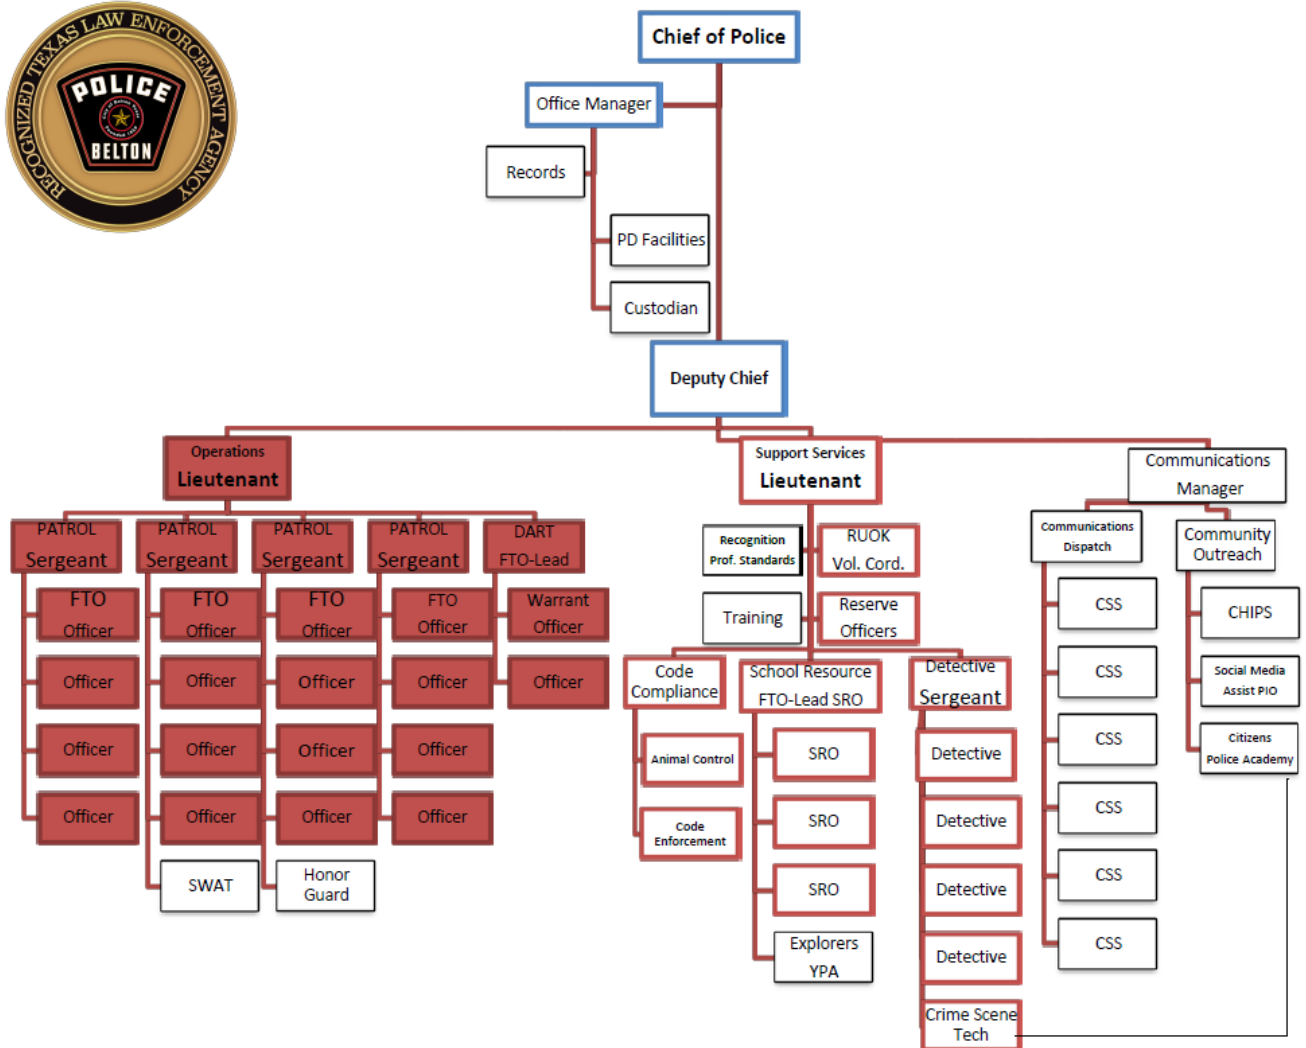 RECOGNIZED TEXAS LAW ENFORCEMENT AGENCY
POLICE
BELTON
Chief of Police
Office Manager
Records
PD Facilities
Custodian
Deputy Chief
Operations
Lieutenant
Support Services
Lieutenant
Communications
Manager
PATROL
Sergeant
PATROL
Sergeant
PATROL
Sergeant
PATROL
Sergeant
DART
FTO-Lead
FTO
Officer
Officer
Officer
Officer
FTO
Officer
Officer
Officer
Officer
SWAT
FTO
Officer
Officer
Officer
Officer
Honor
Guard
FTO
Officer
Officer
Officer
Officer
Warrant
Officer
Officer
Recognition
Prof. Standards
RUOK
Vol. Cord.
Training
Reserve
Officers
Code
Compliance
Animal Control
Code
Enforcement
School Resource
FTO-Lead SRO
SRO
SRO
SRO
Explorers
YPA
Detective
Sergeant
Detective
Detective
Detective
Detective
Crime Scene
Tech
Communications
Dispatch
CSS
CSS
CSS
CSS
CSS
CSS
Community
Outreach
CHIPS
Social Media
Assist PIO
Citizens
Police Academy